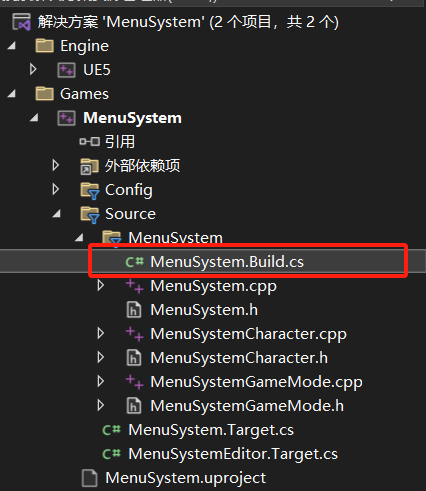 解决方案 'MenuSystem' (2 个项目，共 2 个)
Engine
UE5
Games
MenuSystem
引用
外部依赖项
Config
Source
MenuSystem
C# MenuSystem.Build.cs
++ MenuSystem.cpp
h MenuSystem.h
++ MenuSystemCharacter.cpp
h MenuSystemCharacter.h
++ MenuSystemGameMode.cpp
h MenuSystemGameMode.h
C# MenuSystem.Target.cs
C# MenuSystemEditor.Target.cs
MenuSystem.uproject